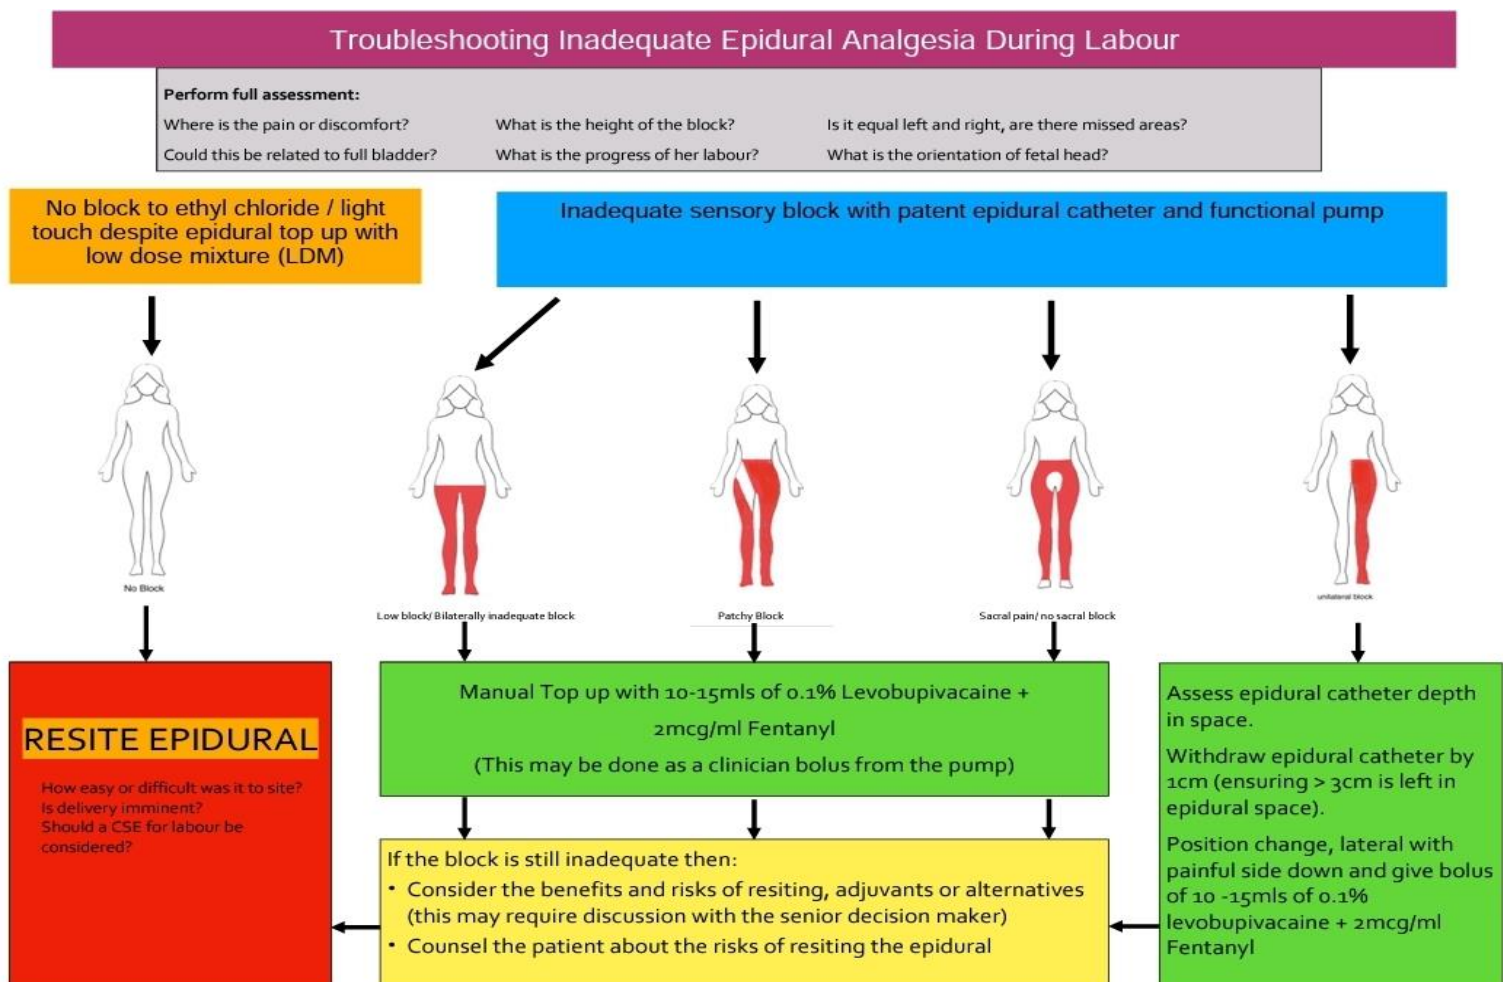 Troubleshooting Inadequate Epidural Analgesia During Labour
Perform full assessment:
Where is the pain or discomfort?
What is the height of the block?
Is it equal left and right, are there missed areas?
Could this be related to full bladder?
What is the progress of her labour?
What is the orientation of fetal head?
No block to ethyl chloride / light
touch despite epidural top up with
low dose mixture (LDM)
Inadequate sensory block with patent epidural catheter and functional pump
No Block
Low block/ Bilaterally inadequate block
Patchy Block
Sacral pain/ no sacral block
unilateral block
RESITE EPIDURAL
How easy or difficult was it to site?
Is delivery imminent?
Should a CSE for labour be
considered?
Manual Top up with 10-15mls of 0.1% Levobupivacaine +
2mcg/ml Fentanyl
(This may be done as a clinician bolus from the pump)
If the block is still inadequate then:
• Consider the benefits and risks of resiting, adjuvants or alternatives
(this may require discussion with the senior decision maker)
• Counsel the patient about the risks of resiting the epidural
Assess epidural catheter depth
in space.
Withdraw epidural catheter by
1cm (ensuring > 3cm is left in
epidural space).
Position change, lateral with
painful side down and give bolus
of 10 -15mls of 0.1%
levobupivacaine + 2mcg/ml
Fentanyl